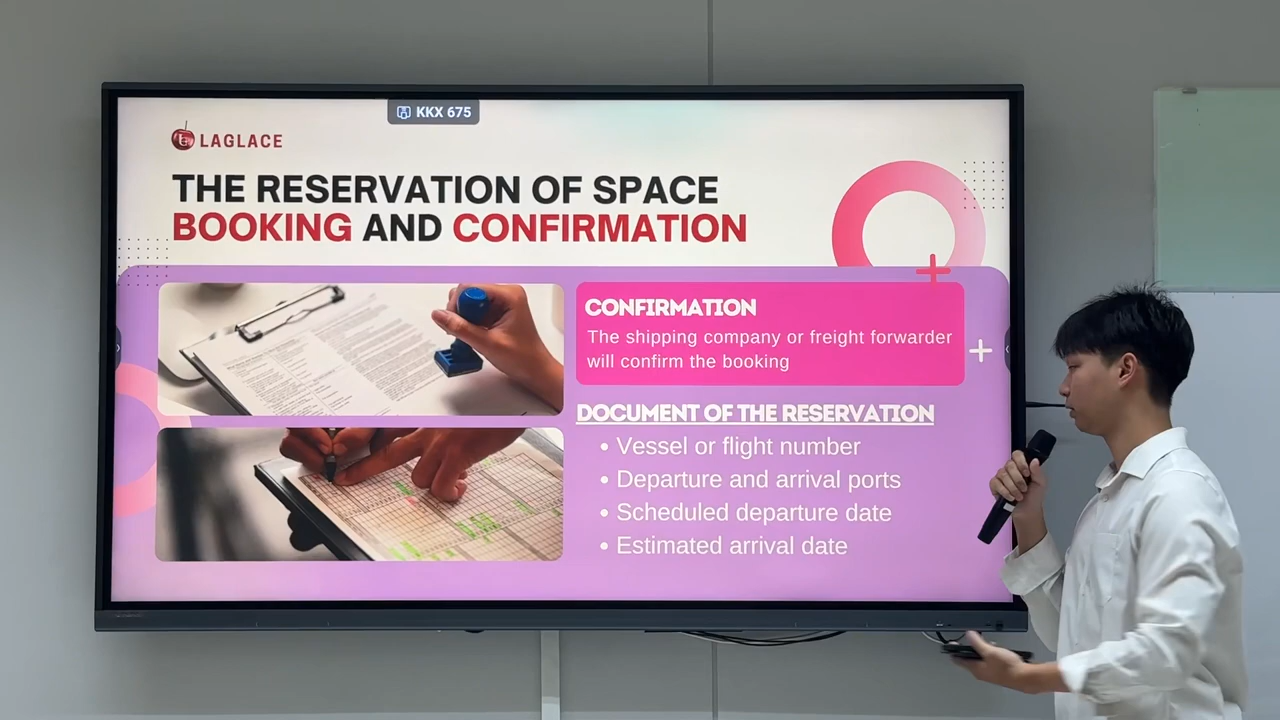 KKX 675
LAGLACE
THE RESERVATION OF SPACE
BOOKING AND CONFIRMATION
CONFIRMATION
The shipping company or freight forwarder
will confirm the booking
DOCUMENT OF THE RESERVATION
• Vessel or flight number
• Departure and arrival ports
• Scheduled departure date
• Estimated arrival date